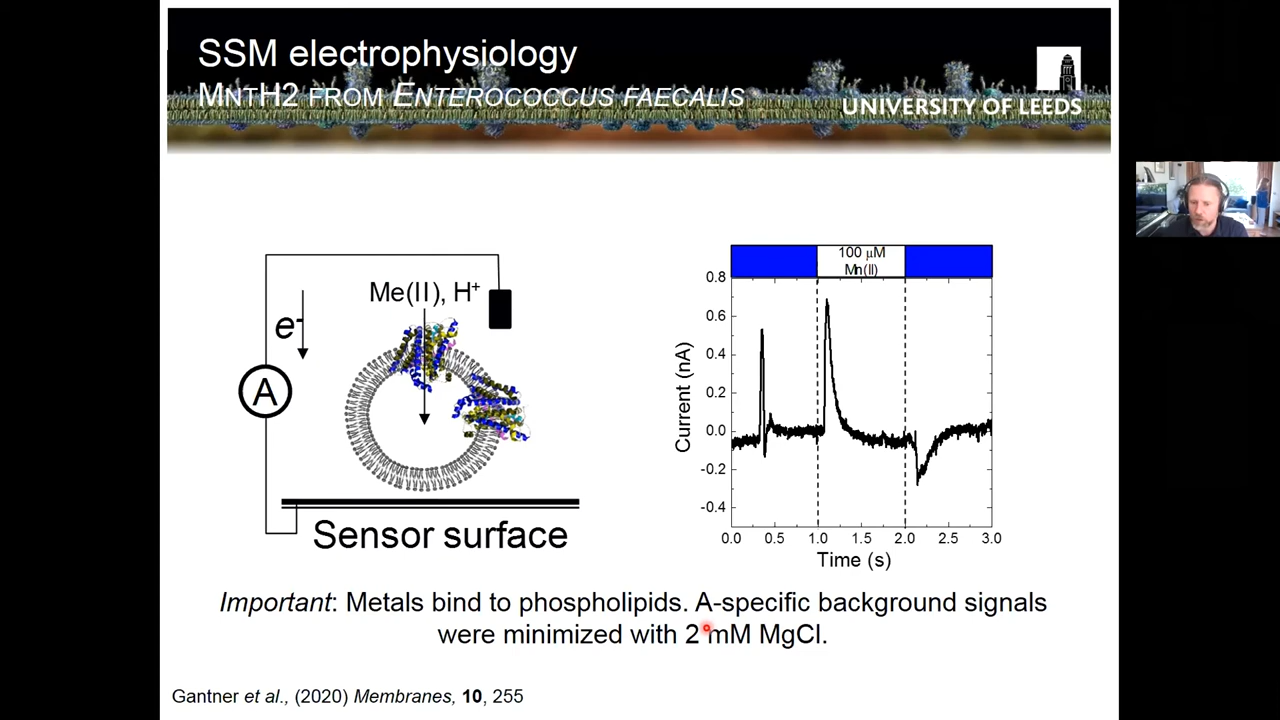 SSM electrophysiology
MNTH2 FROM ENTEROCOCCUS FAECALIS
UNIVERSITY OF LEEDS
Me(II), H⁺
e⁻
A
Sensor surface
100 μM
Mn(II)
0.8
0.6
0.4
0.2
0.0
-0.2
-0.4
Current (nA)
0.0 0.5 1.0 1.5 2.0 2.5 3.0
Time (s)
Important: Metals bind to phospholipids. A-specific background signals
were minimized with 2 mM MgCl.
Gantner et al., (2020) Membranes, 10, 255